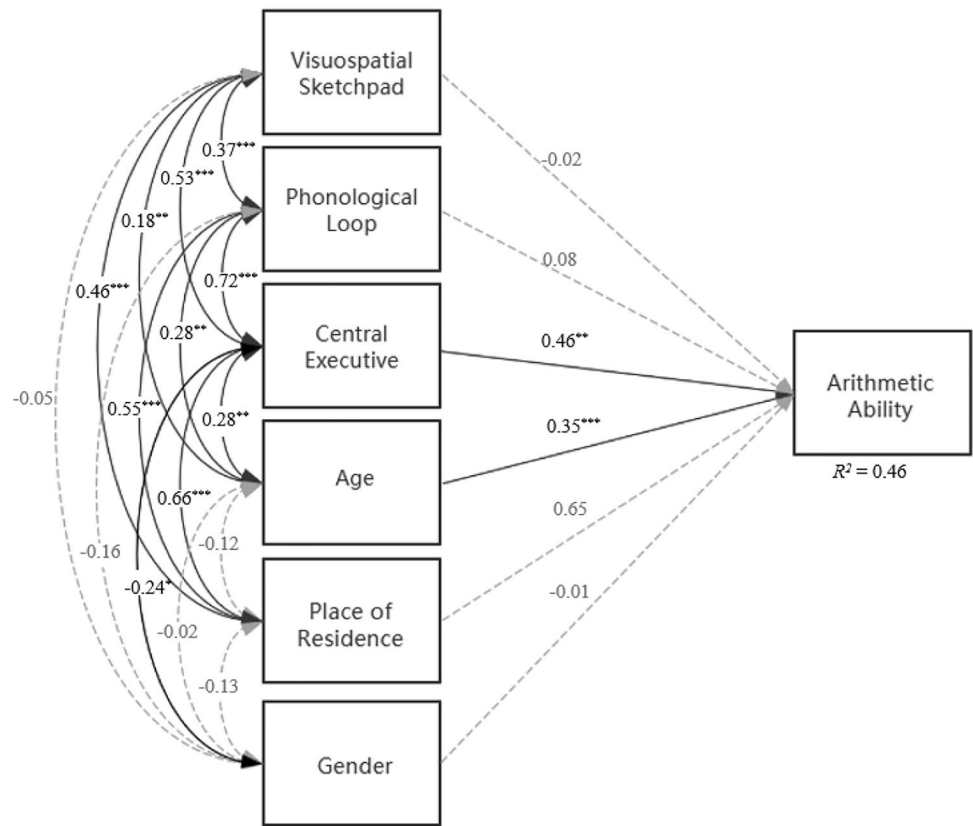 Visuospatial
Sketchpad
0.37***
-0.02
0.53***
Phonological
Loop
0.18**
0.08
0.72***
0.46***
Central
Executive
0.28**
0.46**
Arithmetic
Ability
-0.05
0.55***
0.28**
0.35***
R² = 0.46
Age
0.66***
0.65
-0.12
-0.16
-0.24*
-0.01
Place of
Residence
-0.02
-0.13
Gender